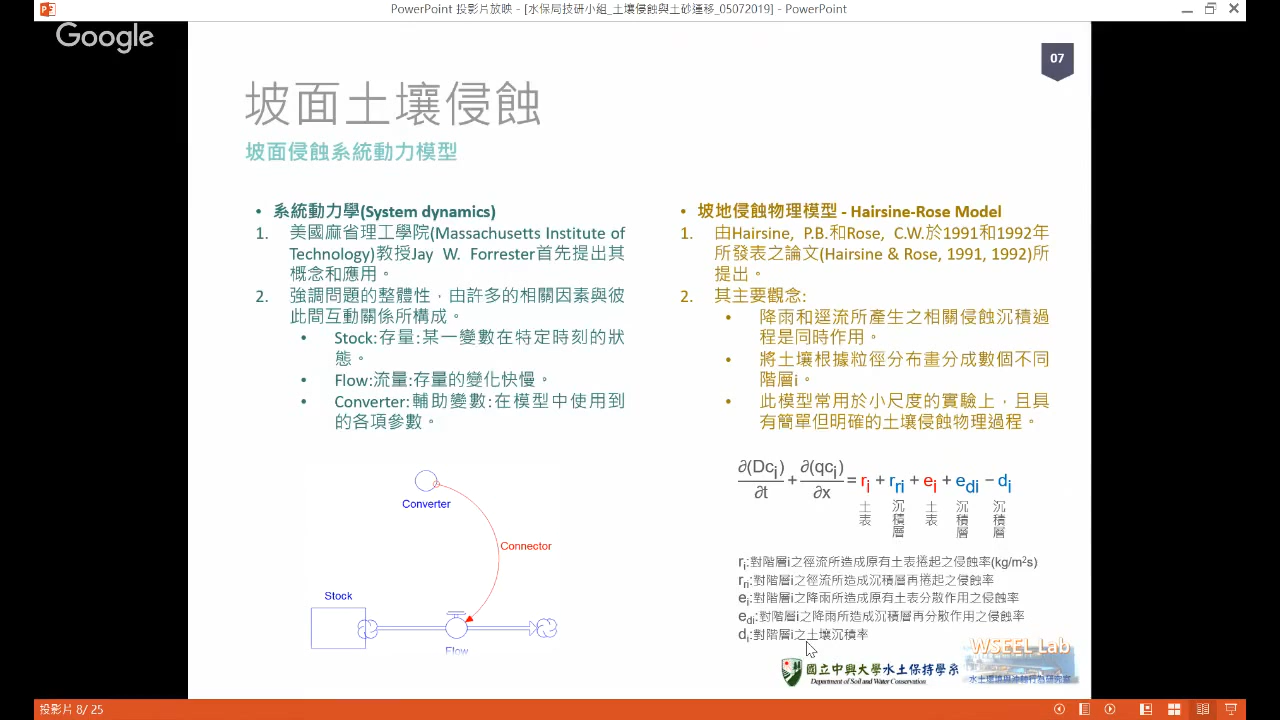 PowerPoint 投影片放映 - [水保局技研小組_土壤侵蝕與土砂遷移_05072019] - PowerPoint
Google
07
坡面土壤侵蝕
坡面侵蝕系統動力模型
• 系統動力學(System dynamics)
1. 美國麻省理工學院(Massachusetts Institute of
Technology)教授Jay W. Forrester首先提出其
概念和應用。
2. 強調問題的整體性，由許多的相關因素與彼
此間互動關係所構成。
• Stock:存量:某一變數在特定時刻的狀
態。
• Flow:流量:存量的變化快慢。
• Converter:輔助變數:在模型中使用到
的各項參數。
Converter
Connector
Stock
Flow
• 坡地侵蝕物理模型 - Hairsine-Rose Model
1. 由Hairsine, P.B.和Rose, C.W.於1991和1992年
所發表之論文(Hairsine & Rose, 1991, 1992)所
提出。
2. 其主要觀念:
• 降雨和逕流所產生之相關侵蝕沉積過
程是同時作用。
• 將土壤根據粒徑分布畫分成數個不同
階層i。
• 此模型常用於小尺度的實驗上，且具
有簡單但明確的土壤侵蝕物理過程。
∂(Dci)/∂t + ∂(qci)/∂x = ri + rri + ei + edi − di
土表 沉積層 土表 沉積層 沉積層
ri:對階層i之徑流所造成原有土表捲起之侵蝕率(kg/m²s)
rri:對階層i之徑流所造成沉積層再捲起之侵蝕率
ei:對階層i之降雨所造成原有土表分散作用之侵蝕率
edi:對階層i之降雨所造成沉積層再分散作用之侵蝕率
di:對階層i之土壤沉積率
國立中興大學水土保持學系
Department of Soil and Water Conservation
WSEEL Lab
投影片 8/ 25